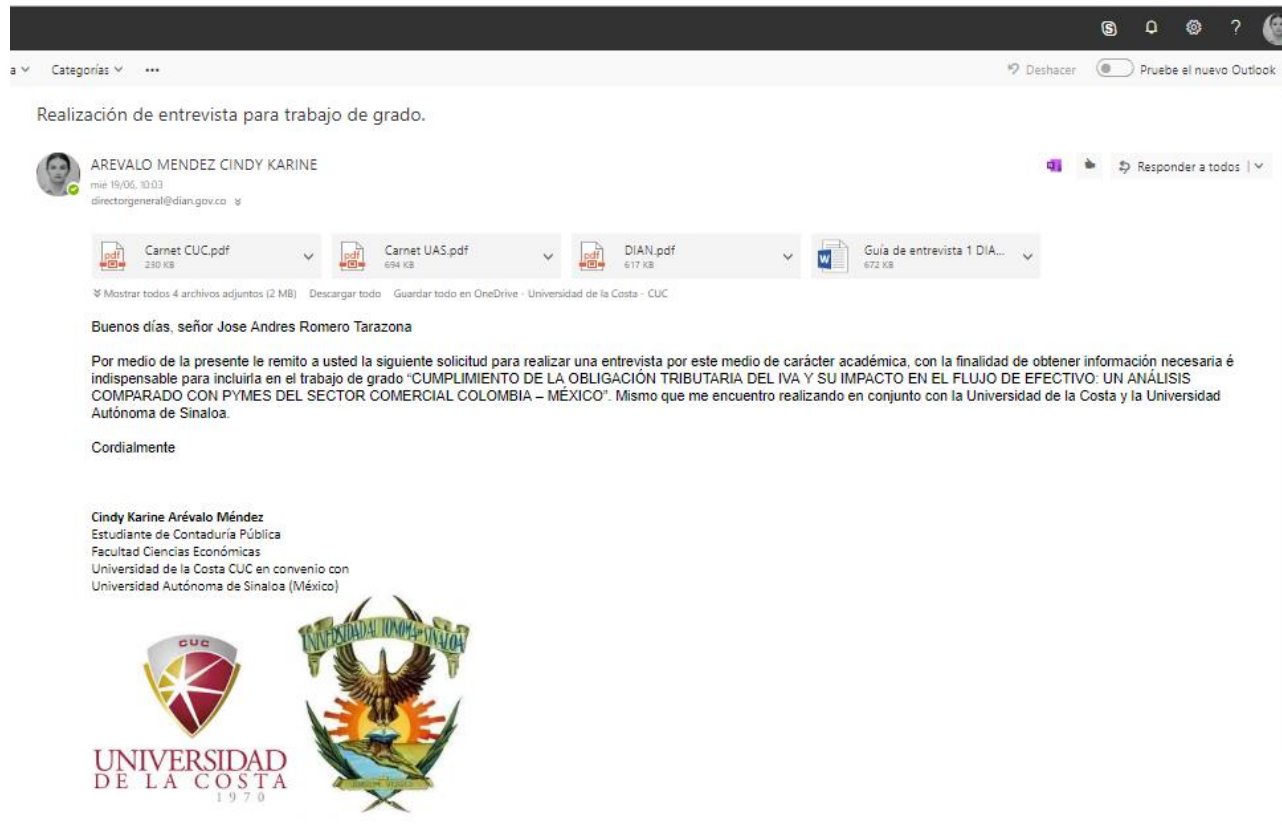 a Categorías ... Deshacer Pruebe el nuevo Outlook
Realización de entrevista para trabajo de grado.
AREVALO MENDEZ CINDY KARINE
mié 19/06, 10:03
directorgeneral@dian.gov.co
Responder a todos
Carnet CUC.pdf
230 KB
Carnet UAS.pdf
694 KB
DIAN.pdf
617 KB
Guía de entrevista 1 DIA...
672 KB
Mostrar todos 4 archivos adjuntos (2 MB) Descargar todo Guardar todo en OneDrive - Universidad de la Costa - CUC
Buenos días, señor Jose Andres Romero Tarazona
Por medio de la presente le remito a usted la siguiente solicitud para realizar una entrevista por este medio de carácter académica, con la finalidad de obtener información necesaria é
indispensable para incluirla en el trabajo de grado “CUMPLIMIENTO DE LA OBLIGACIÓN TRIBUTARIA DEL IVA Y SU IMPACTO EN EL FLUJO DE EFECTIVO: UN ANÁLISIS
COMPARADO CON PYMES DEL SECTOR COMERCIAL COLOMBIA – MÉXICO”. Mismo que me encuentro realizando en conjunto con la Universidad de la Costa y la Universidad
Autónoma de Sinaloa.
Cordialmente
Cindy Karine Arévalo Méndez
Estudiante de Contaduría Pública
Facultad Ciencias Económicas
Universidad de la Costa CUC en convenio con
Universidad Autónoma de Sinaloa (México)
CUC
UNIVERSIDAD
DE LA COSTA
1970
UNIVERSIDAD AUTONOMA DE SINALOA